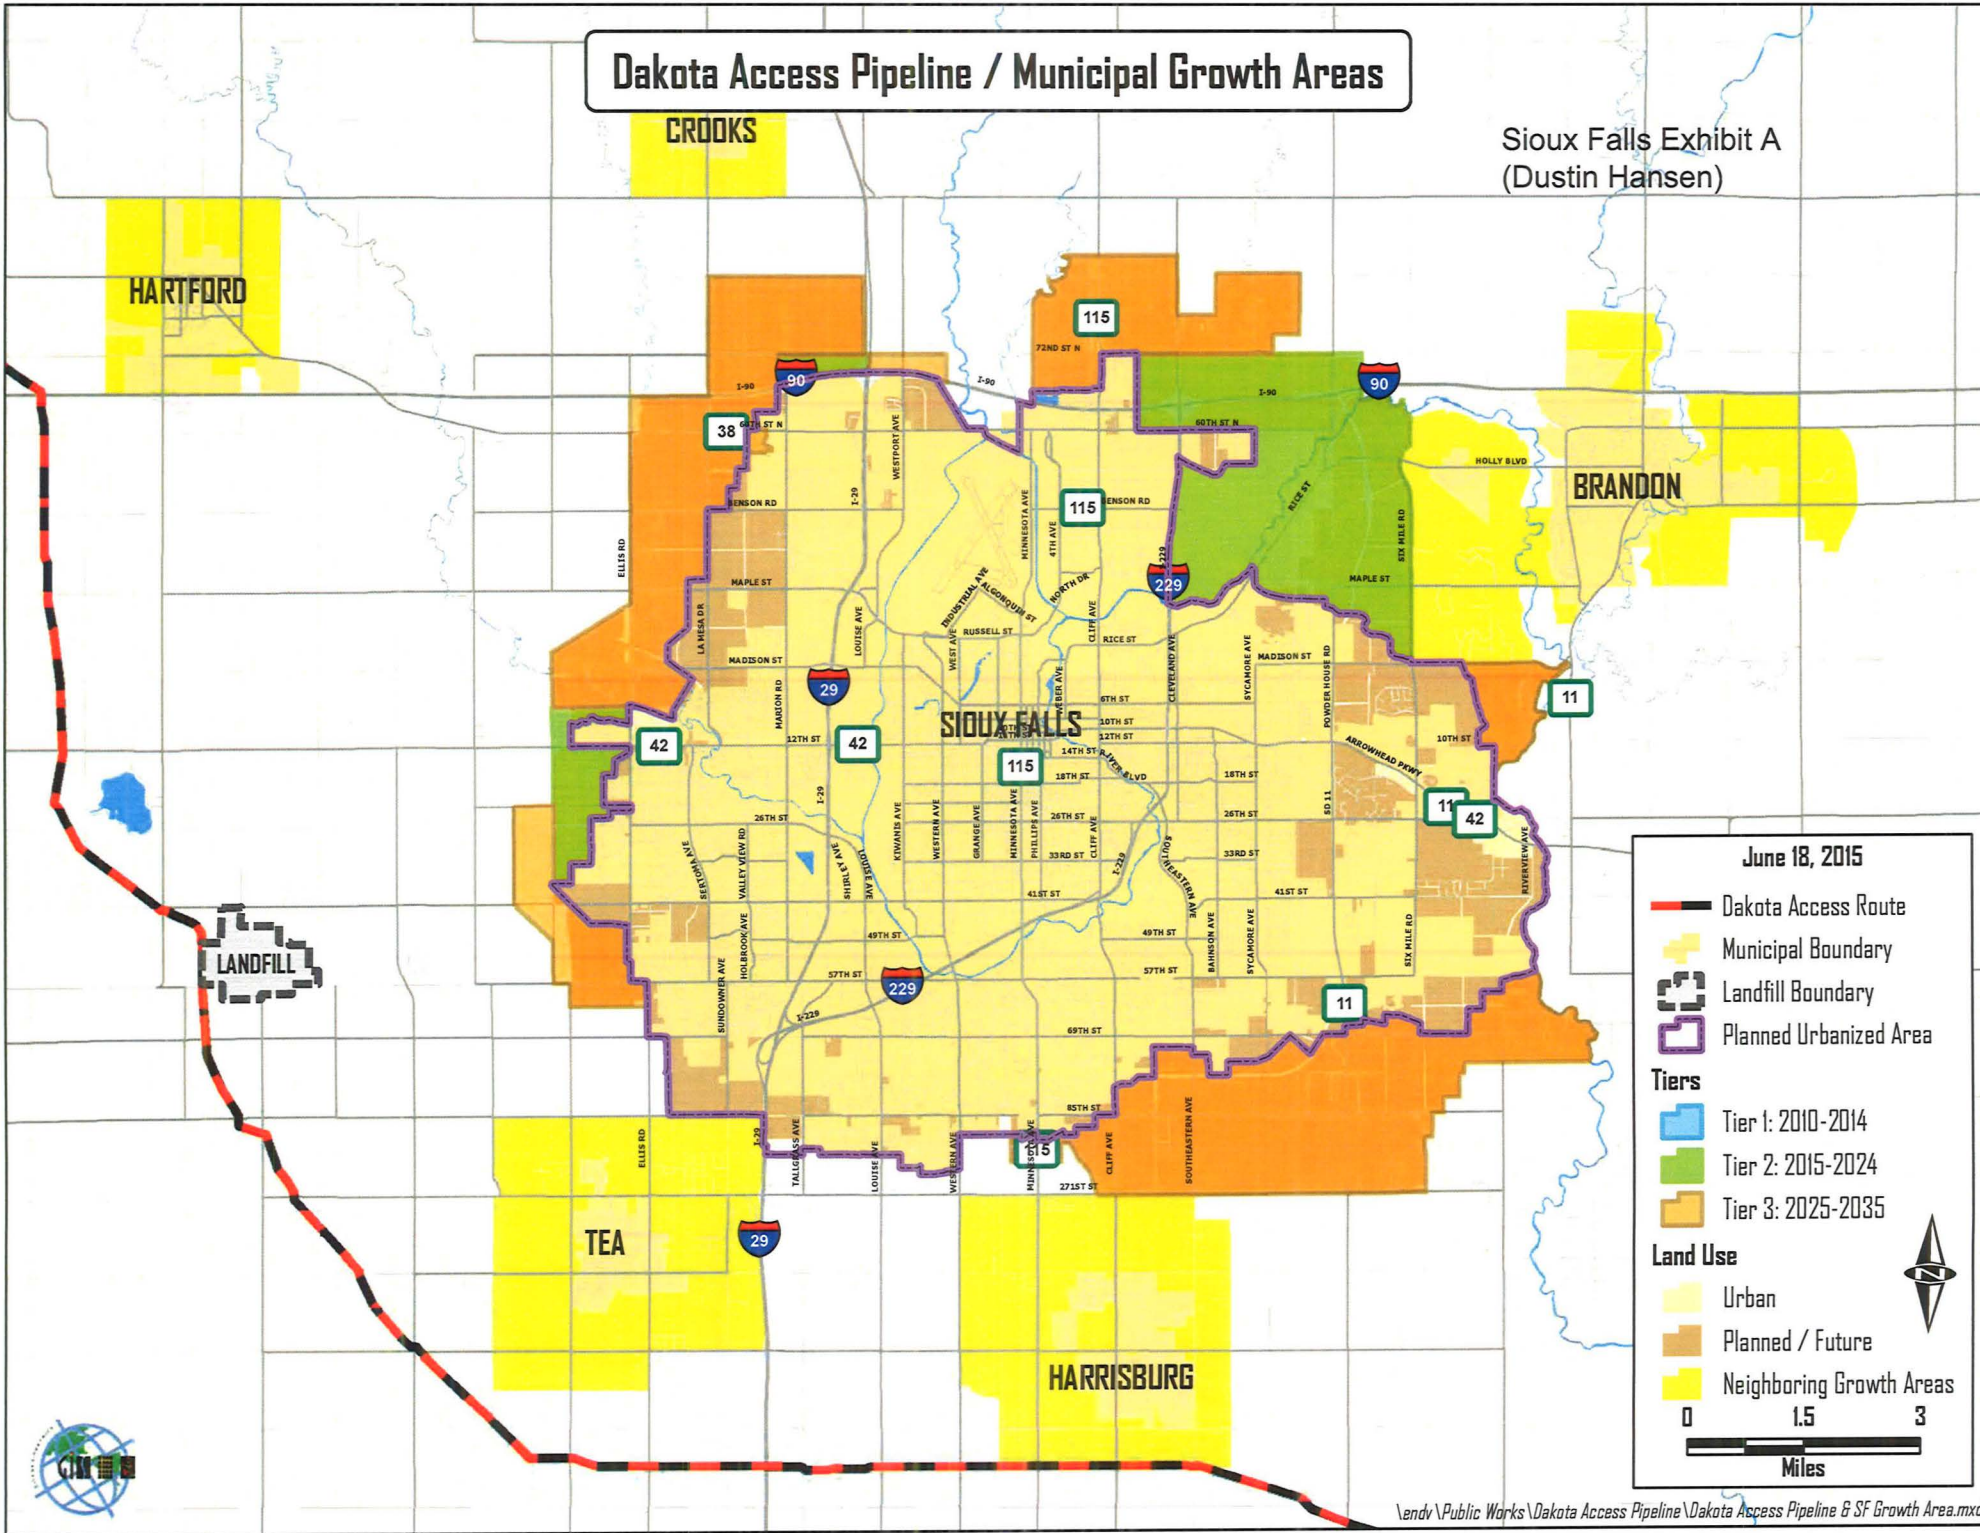 Dakota Access Pipeline / Municipal Growth Areas
Sioux Falls Exhibit A
(Dustin Hansen)
CROOKS
HARTFORD
115
72ND ST N
90
I-90
I-90
I-90
90
38
60TH ST N
60TH ST N
WESTPORT AVE
HOLLY BLVD
BRANDON
BENSON RD
I-29
MINNESOTA AVE
4TH AVE
115
BENSON RD
RICE ST
SIX MILE RD
ELLIS RD
I-229
229
MAPLE ST
MAPLE ST
INDUSTRIAL AVE
ALGONQUIN ST
NORTH DR
LA MESA DR
LOUISE AVE
WEST AVE
RUSSELL ST
CLIFF AVE
RICE ST
CLEVELAND AVE
SYCAMORE AVE
MADISON ST
MADISON ST
POWDER HOUSE RD
29
MARION RD
WEBER AVE
6TH ST
11
SIOUX FALLS
10TH ST
10TH ST
42
12TH ST
42
12TH ST
14TH ST
RIVER BLVD
ARROWHEAD PKWY
115
18TH ST
18TH ST
I-29
SD 11
11
42
26TH ST
KIWANIS AVE
WESTERN AVE
GRANGE AVE
MINNESOTA AVE
PHILLIPS AVE
26TH ST
CLIFF AVE
26TH ST
SERTOMA AVE
VALLEY VIEW RD
SHIRLEY AVE
LOUISE AVE
33RD ST
I-229
SOUTHEASTERN AVE
33RD ST
RIVERVIEW AVE
41ST ST
41ST ST
LANDFILL
HOLBROOK AVE
49TH ST
49TH ST
BAHNSON AVE
SYCAMORE AVE
SIX MILE RD
SUNDOWNER AVE
57TH ST
229
57TH ST
11
I-229
69TH ST
85TH ST
ELLIS RD
I-29
TALLGRASS AVE
LOUISE AVE
WESTERN AVE
MINNESOTA AVE
115
CLIFF AVE
SOUTHEASTERN AVE
271ST ST
TEA
29
HARRISBURG
June 18, 2015
Dakota Access Route
Municipal Boundary
Landfill Boundary
Planned Urbanized Area
Tiers
Tier 1: 2010-2014
Tier 2: 2015-2024
Tier 3: 2025-2035
Land Use
Urban
Planned / Future
Neighboring Growth Areas
N
0 1.5 3
Miles
\endv\Public Works\Dakota Access Pipeline\Dakota Access Pipeline & SF Growth Area.mxd